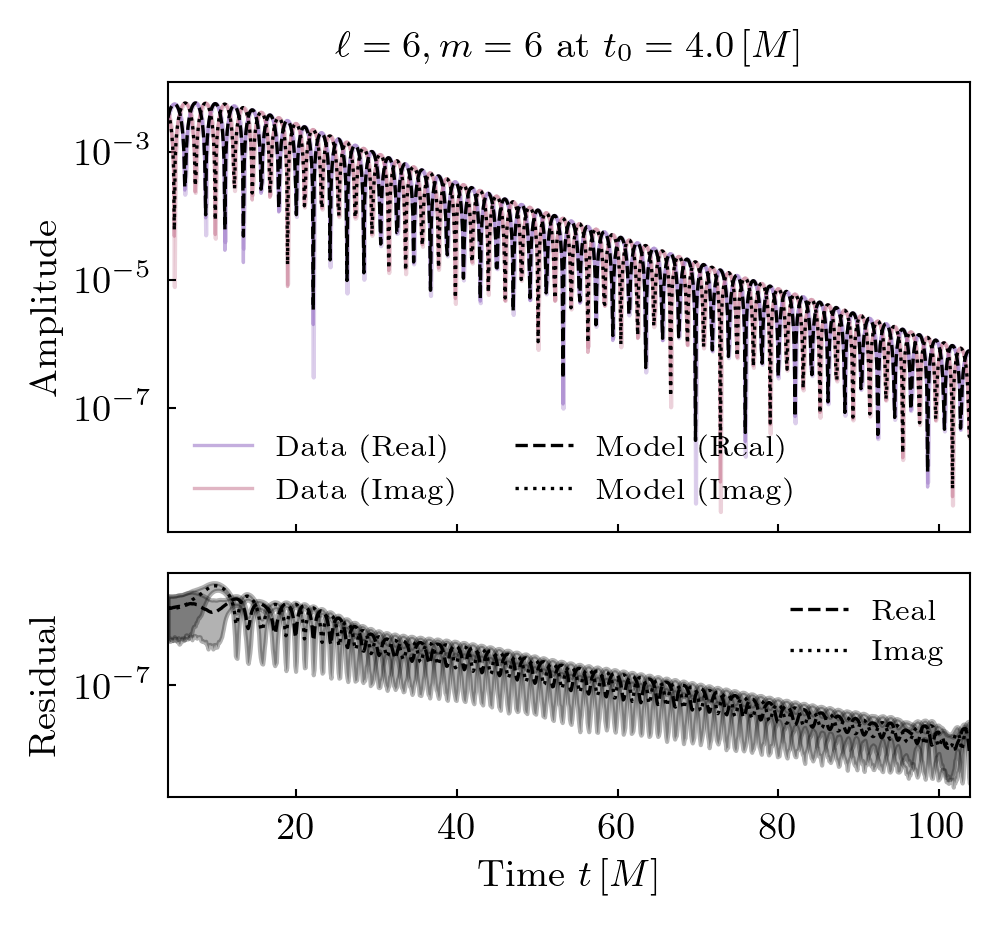 ℓ = 6, m = 6 at t₀ = 4.0 [M]
Amplitude
10⁻³
10⁻⁵
10⁻⁷
Data (Real)
Data (Imag)
Model (Real)
Model (Imag)
Residual
10⁻⁷
Real
Imag
20 40 60 80 100
Time t [M]